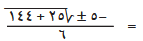 = (-٥ ± √(٢٥ + ١٤٤)) / ٦